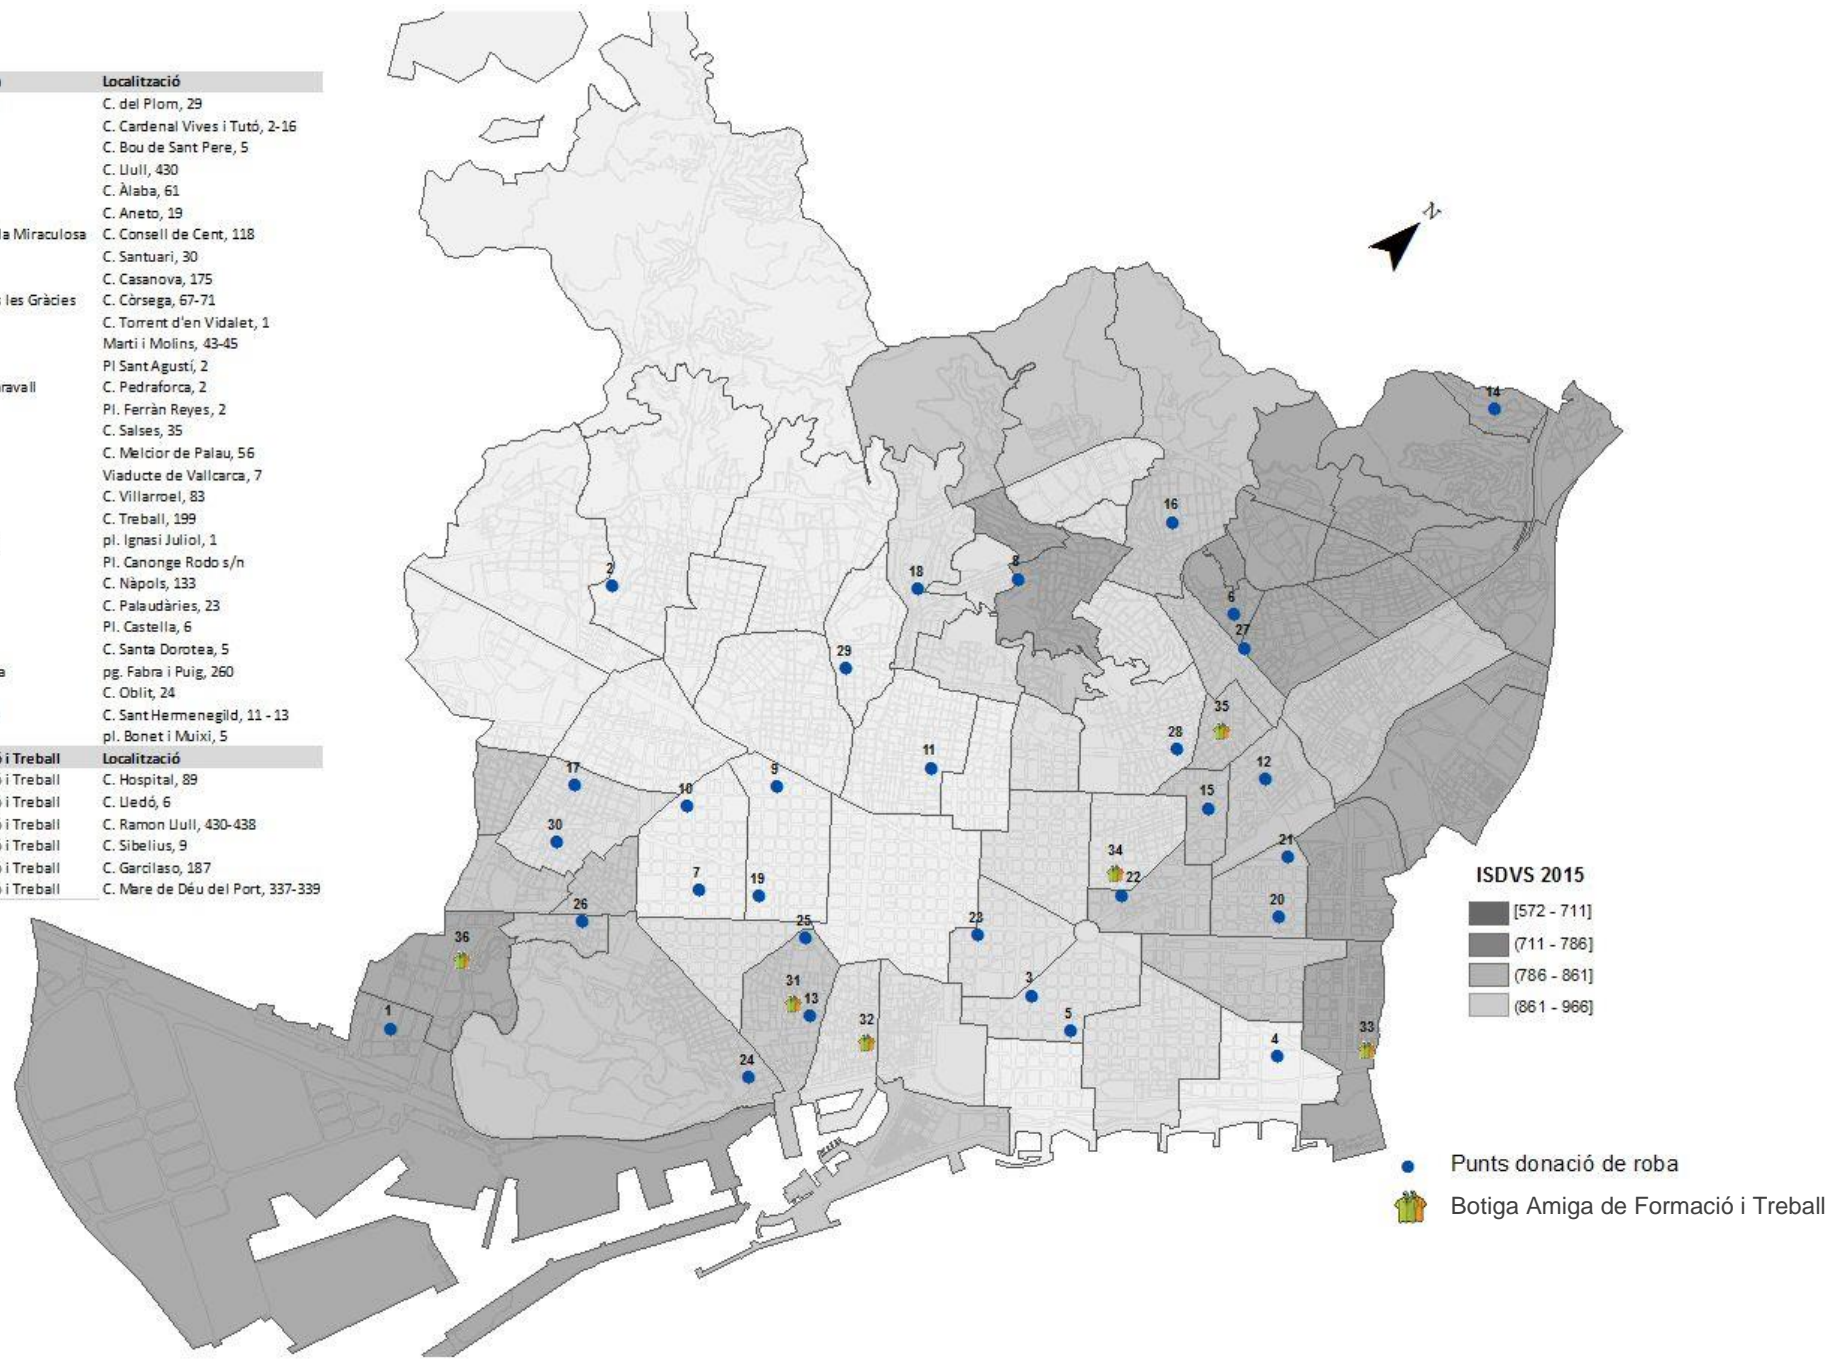 Localització
C. del Plom, 29
C. Cardenal Vives i Tutó, 2-16
C. Bou de Sant Pere, 5
C. Llull, 430
C. Àlaba, 61
C. Aneto, 19
la Miraculosa C. Consell de Cent, 118
C. Santuari, 30
C. Casanova, 175
les Gràcies C. Còrsega, 67-71
C. Torrent d'en Vidalet, 1
Marti i Molins, 43-45
Pl Sant Agustí, 2
ravall C. Pedraforca, 2
Pl. Ferràn Reyes, 2
C. Salses, 35
C. Melcior de Palau, 56
Viaducte de Vallcarca, 7
C. Villarroel, 83
C. Treball, 199
pl. Ignasi Juliol, 1
Pl. Canonge Rodo s/n
C. Nàpols, 133
C. Palaudàries, 23
Pl. Castella, 6
C. Santa Dorotea, 5
a pg. Fabra i Puig, 260
C. Oblit, 24
C. Sant Hermenegild, 11 - 13
pl. Bonet i Muixi, 5
i Treball Localització
i Treball C. Hospital, 89
i Treball C. Lledó, 6
i Treball C. Ramon Llull, 430-438
i Treball C. Sibelius, 9
i Treball C. Garcilaso, 187
i Treball C. Mare de Déu del Port, 337-339
N
14
16
2
18
8
6
27
29
35
28
11
12
17
9
10
15
30
21
34
22
7
19
20
26
25
23
36
31
13
3
1
32
5
33
4
24
ISDVS 2015
[572 - 711]
(711 - 786]
(786 - 861]
(861 - 966]
Punts donació de roba
Botiga Amiga de Formació i Treball